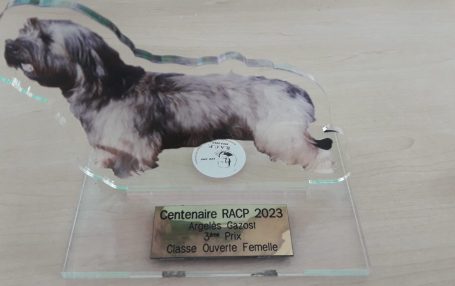 R.A.C.P
Centenaire RACP 2023
Argelès Gazost
3ème Prix
Classe Ouverte Femelle